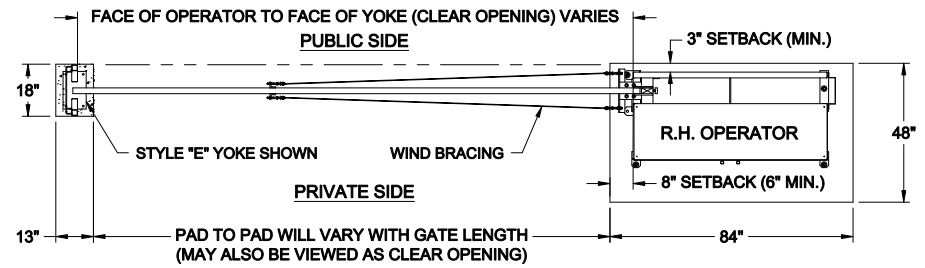 FACE OF OPERATOR TO FACE OF YOKE (CLEAR OPENING) VARIES
PUBLIC SIDE
3" SETBACK (MIN.)
18"
R.H. OPERATOR
48"
STYLE "E" YOKE SHOWN
WIND BRACING
8" SETBACK (6" MIN.)
PRIVATE SIDE
13"
PAD TO PAD WILL VARY WITH GATE LENGTH
(MAY ALSO BE VIEWED AS CLEAR OPENING)
84"